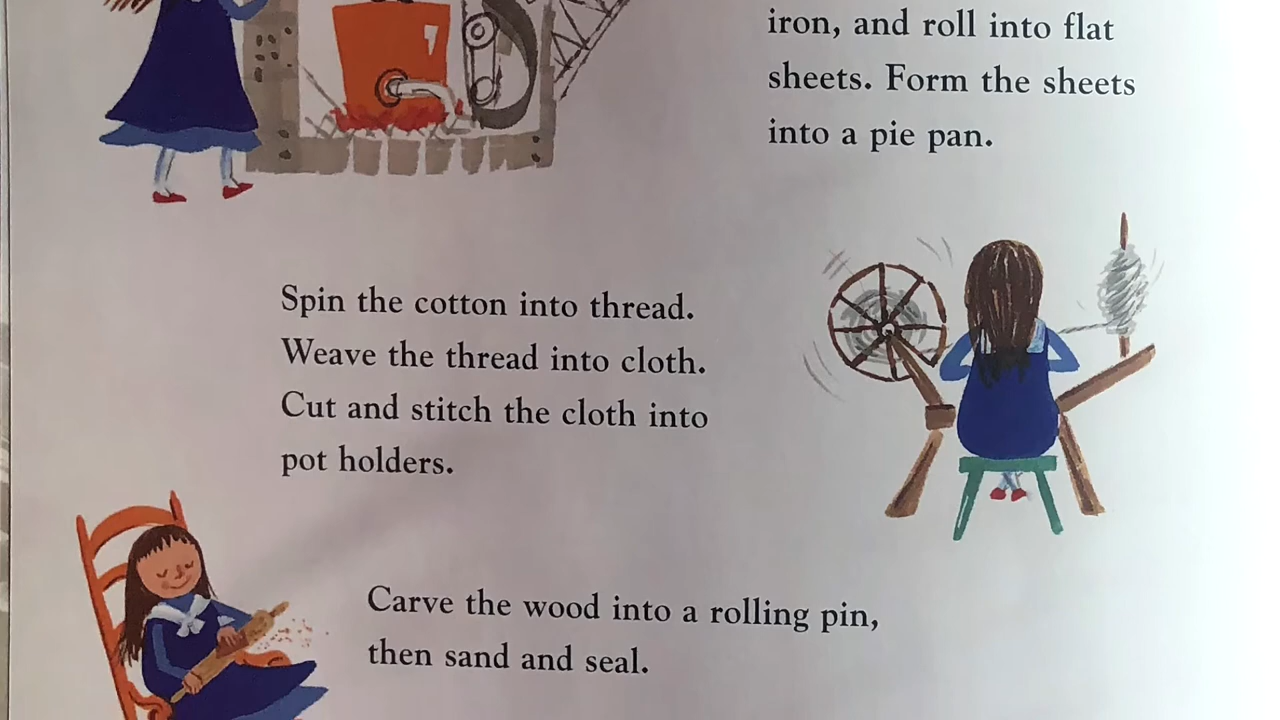 iron, and roll into flat
sheets. Form the sheets
into a pie pan.
Spin the cotton into thread.
Weave the thread into cloth.
Cut and stitch the cloth into
pot holders.
Carve the wood into a rolling pin,
then sand and seal.